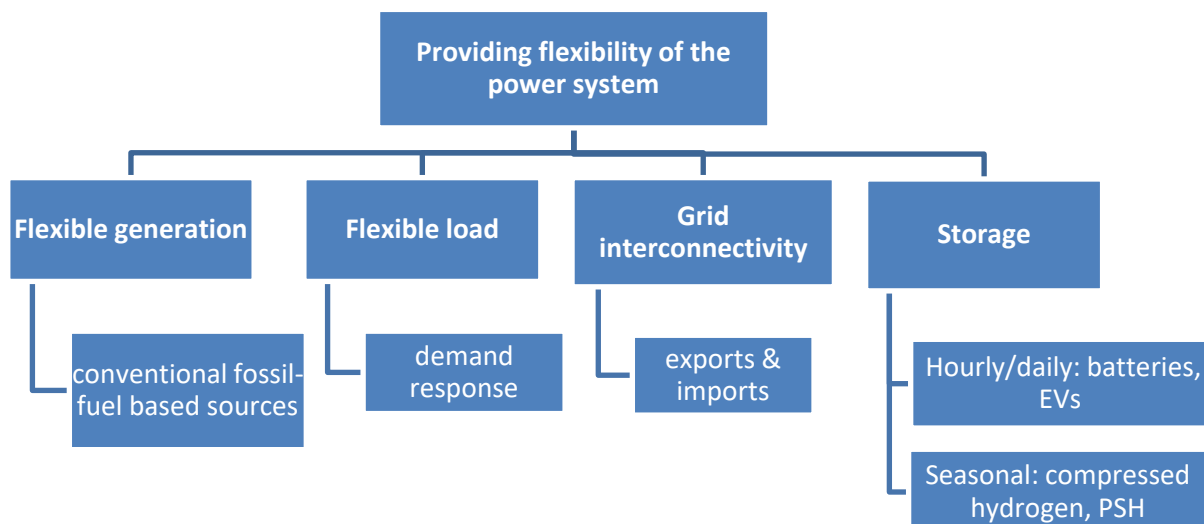 Providing flexibility of the
power system
Flexible generation
Flexible load
Grid
interconnectivity
Storage
conventional fossil-
fuel based sources
demand
response
exports &
imports
Hourly/daily: batteries,
EVs
Seasonal: compressed
hydrogen, PSH